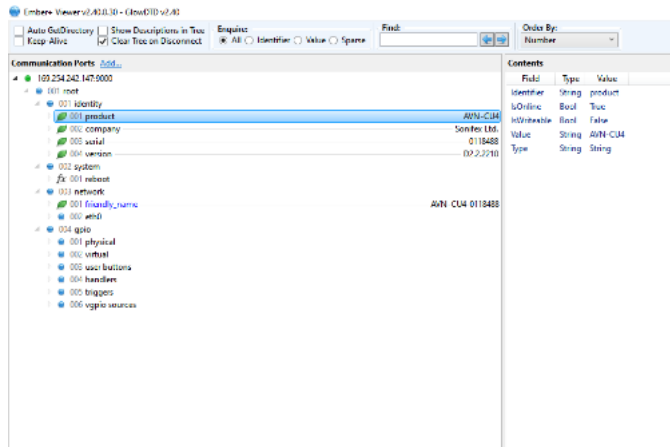 Ember+ Viewer v2.40.0.30 - GlowDTD v2.40
Auto GetDirectory Show Descriptions in Tree
Keep-Alive Clear Tree on Disconnect
Enquire:
All Identifier Value Sparse
Find:
Order By:
Number
Communication Ports Add...
169.254.242.147:9000
001 root
001 identity
001 product AVN-CU4
002 company Sonifex Ltd.
003 serial 0118488
004 version D2.2.2210
002 system
fx 001 reboot
003 network
001 friendly_name AVN-CU4 0118488
002 eth0
004 gpio
001 physical
002 virtual
003 user buttons
004 handlers
005 triggers
006 vgpio sources
Contents
Field Type Value
Identifier String product
IsOnline Bool True
IsWriteable Bool False
Value String AVN-CU4
Type String String